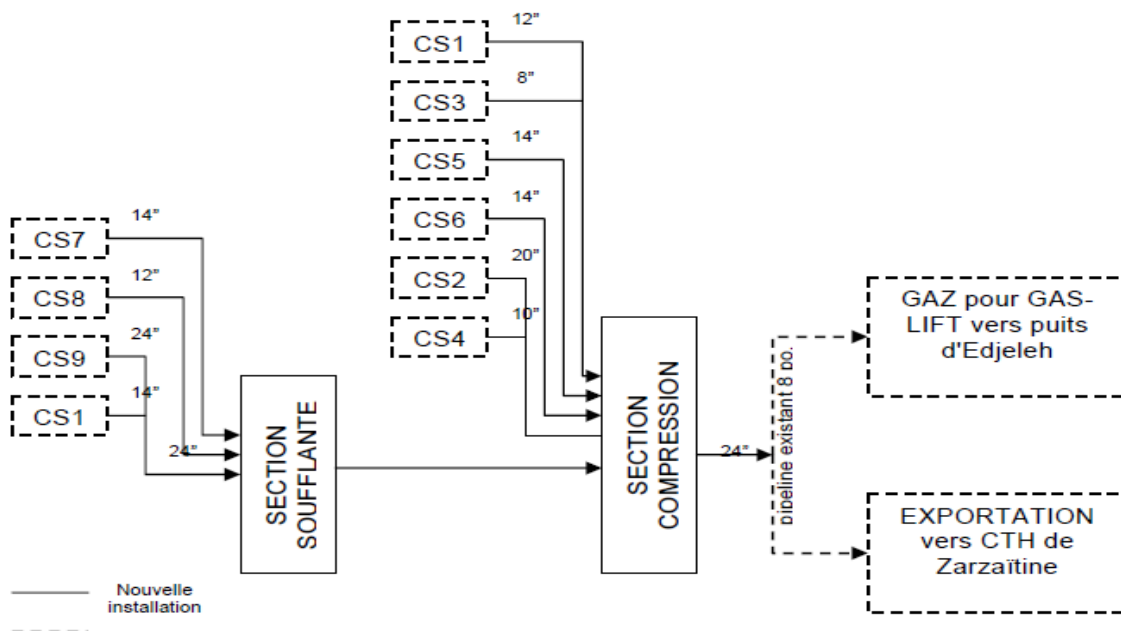 12”
CS1
8”
CS3
14”
CS5
14”
CS6
20”
CS2
10”
CS4
14”
CS7
12”
CS8
24”
CS9
14”
CS1
24”
SECTION
SOUFFLANTE
SECTION
COMPRESSION
24”
pipeline existant 8 po.
GAZ pour GAS-
LIFT vers puits
d'Edjeleh
EXPORTATION
vers CTH de
Zarzaïtine
Nouvelle
installation